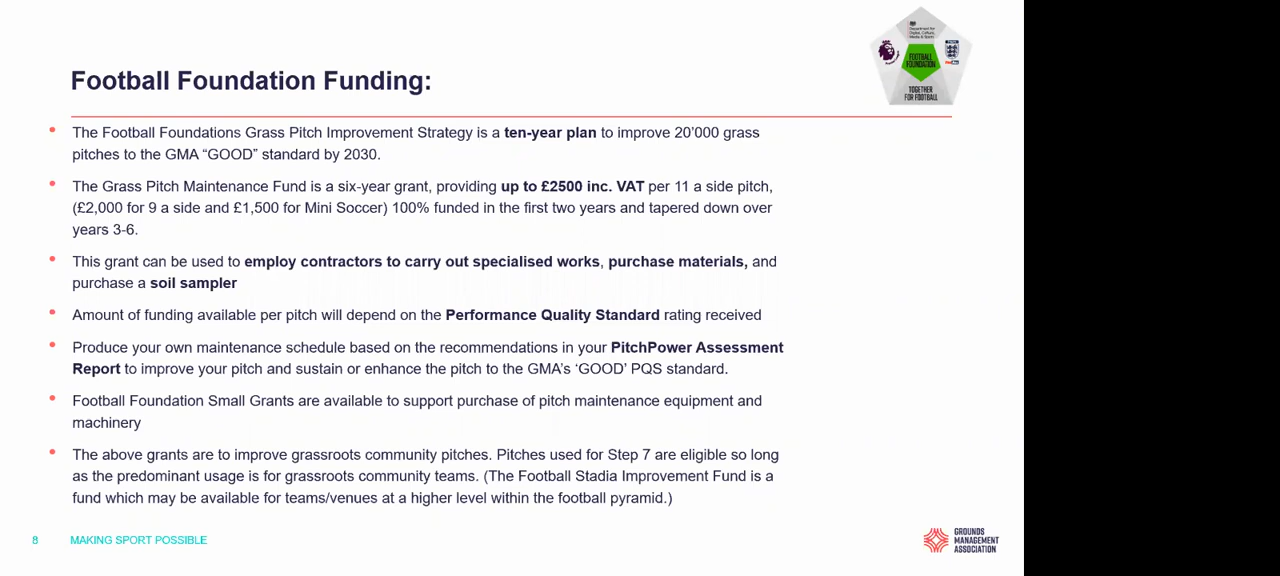 Department for
Digital, Culture,
Media & Sport
FOOTBALL
FOUNDATION
TOGETHER
FOR FOOTBALL
Football Foundation Funding:
• The Football Foundations Grass Pitch Improvement Strategy is a ten-year plan to improve 20’000 grass
pitches to the GMA “GOOD” standard by 2030.
• The Grass Pitch Maintenance Fund is a six-year grant, providing up to £2500 inc. VAT per 11 a side pitch,
(£2,000 for 9 a side and £1,500 for Mini Soccer) 100% funded in the first two years and tapered down over
years 3-6.
• This grant can be used to employ contractors to carry out specialised works, purchase materials, and
purchase a soil sampler
• Amount of funding available per pitch will depend on the Performance Quality Standard rating received
• Produce your own maintenance schedule based on the recommendations in your PitchPower Assessment
Report to improve your pitch and sustain or enhance the pitch to the GMA’s ‘GOOD’ PQS standard.
• Football Foundation Small Grants are available to support purchase of pitch maintenance equipment and
machinery
• The above grants are to improve grassroots community pitches. Pitches used for Step 7 are eligible so long
as the predominant usage is for grassroots community teams. (The Football Stadia Improvement Fund is a
fund which may be available for teams/venues at a higher level within the football pyramid.)
8 MAKING SPORT POSSIBLE
GROUNDS
MANAGEMENT
ASSOCIATION